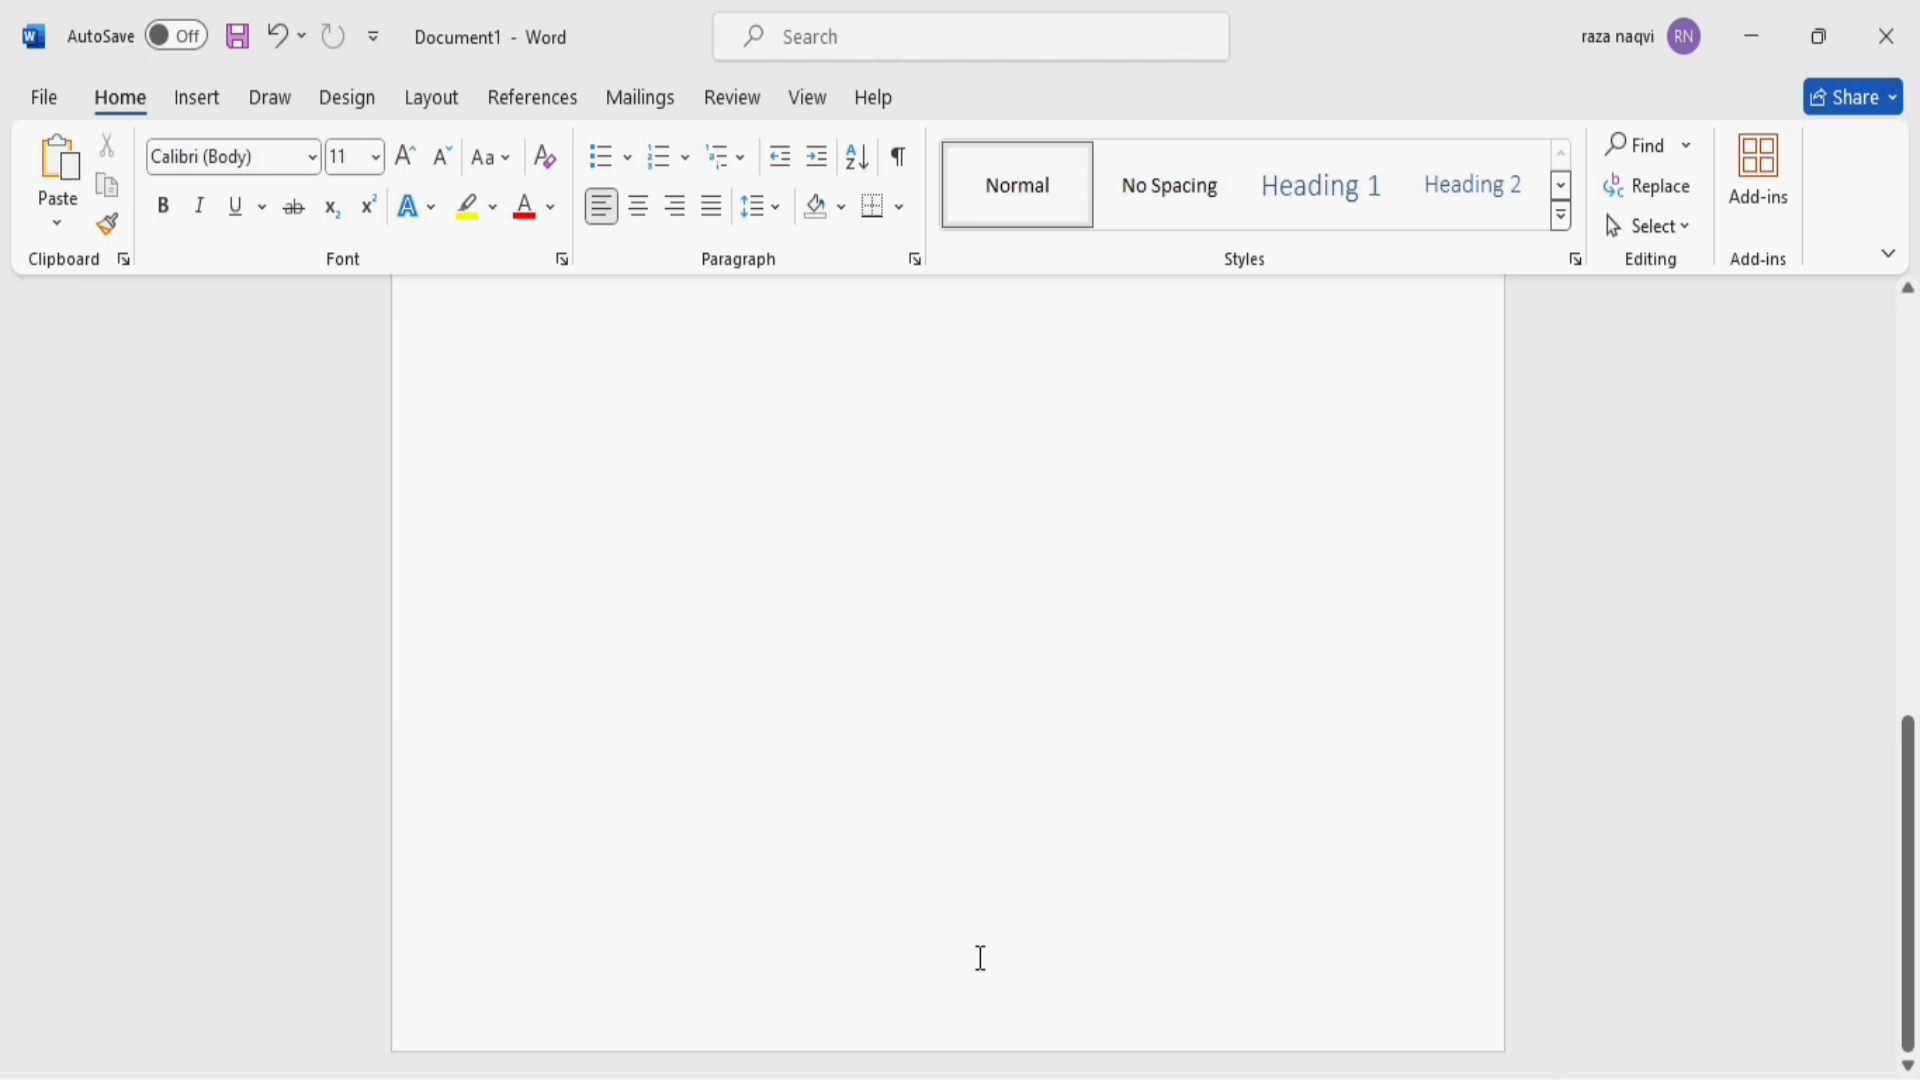 W AutoSave Off Document1 - Word Search raza naqvi RN
File Home Insert Draw Design Layout References Mailings Review View Help Share
Calibri (Body) 11 A A Aa A Find
Paste Normal No Spacing Heading 1 Heading 2 Replace Add-ins
B I U ab x2 x2 A A Select
Clipboard Font Paragraph Styles Editing Add-ins